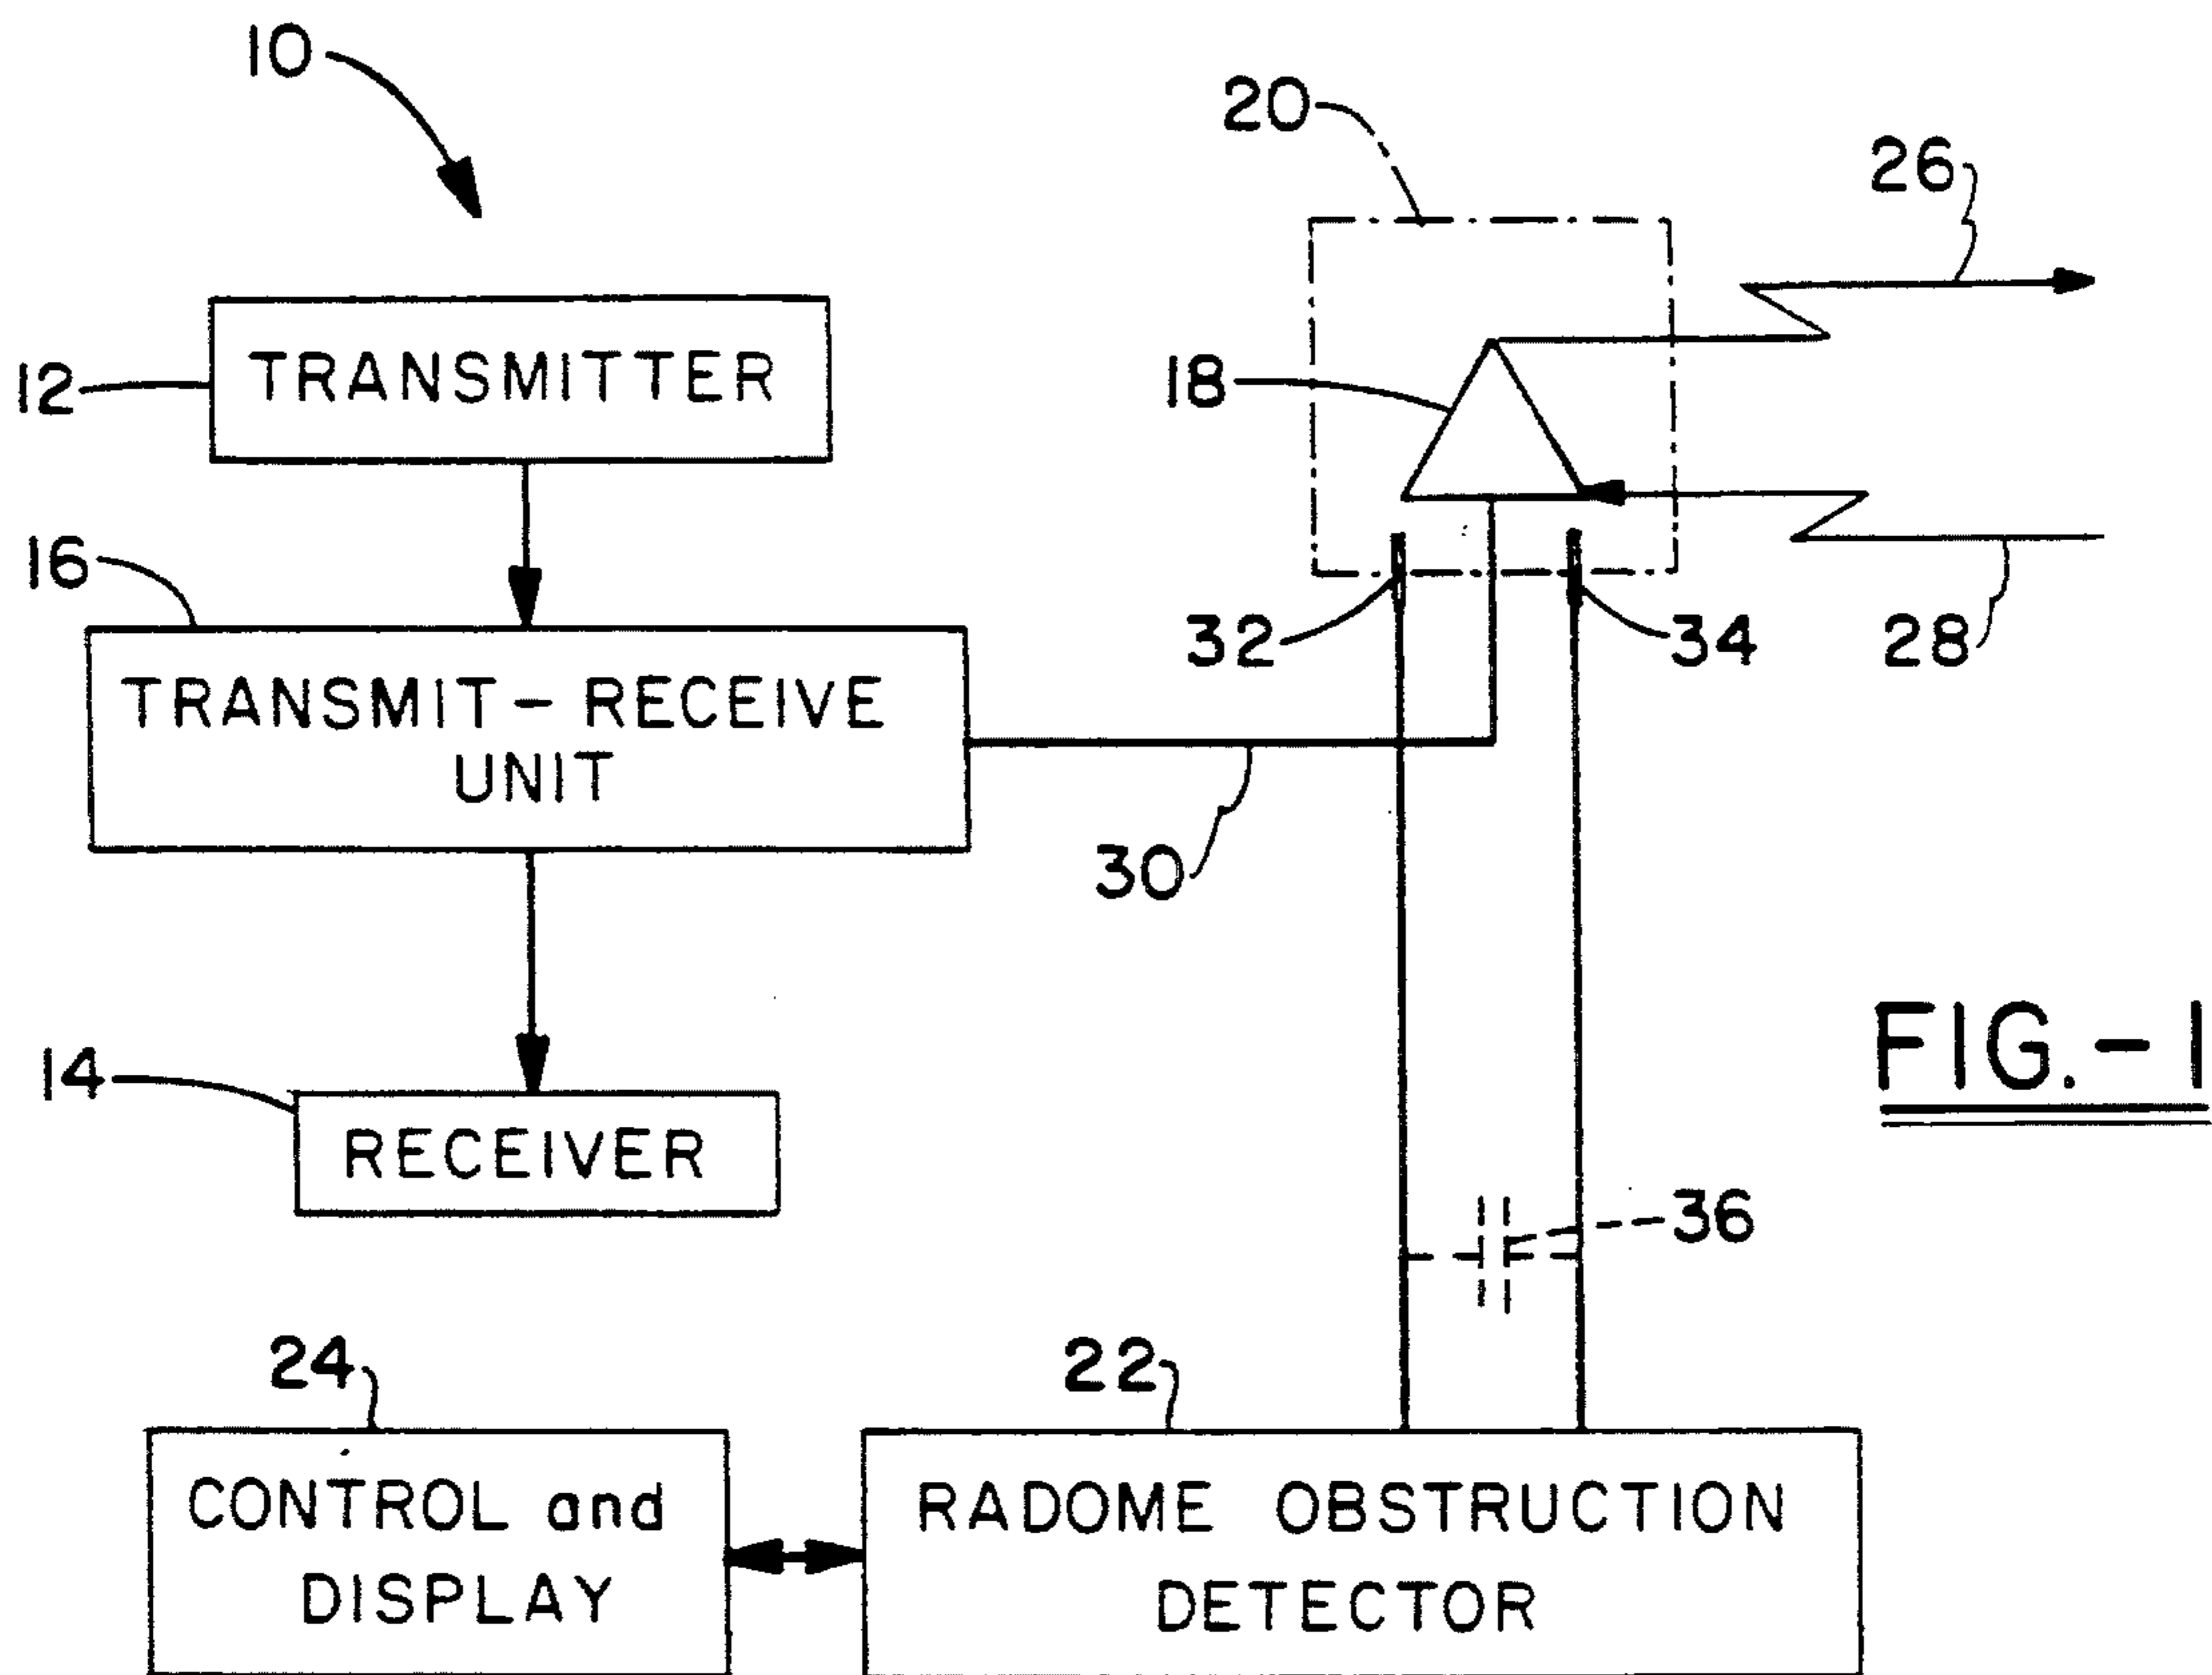 10
20
26
12
TRANSMITTER
18
16
32
34
28
TRANSMIT - RECEIVE
UNIT
30
14
RECEIVER
FIG.-1
36
24
22
CONTROL and
DISPLAY
RADOME OBSTRUCTION
DETECTOR